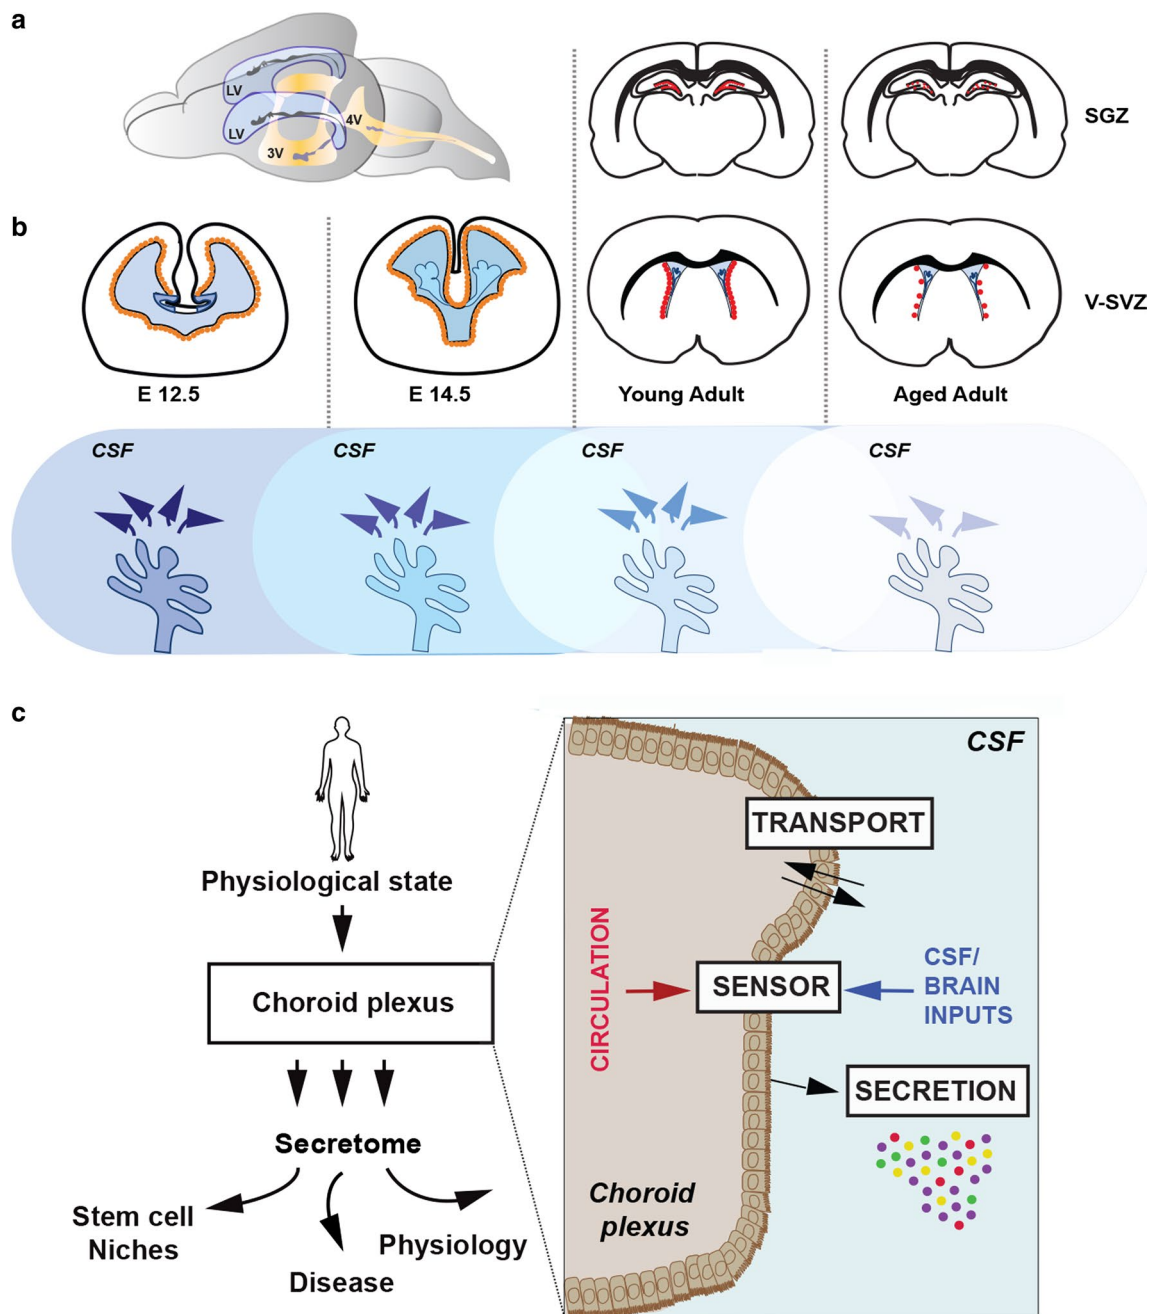 a
LV
LV
3V
4V
SGZ
b
V-SVZ
E 12.5
E 14.5
Young Adult
Aged Adult
CSF
CSF
CSF
CSF
c
Physiological state
Choroid plexus
Secretome
Stem cell
Niches
Disease
Physiology
CSF
TRANSPORT
CIRCULATION
SENSOR
CSF/
BRAIN
INPUTS
SECRETION
Choroid
plexus